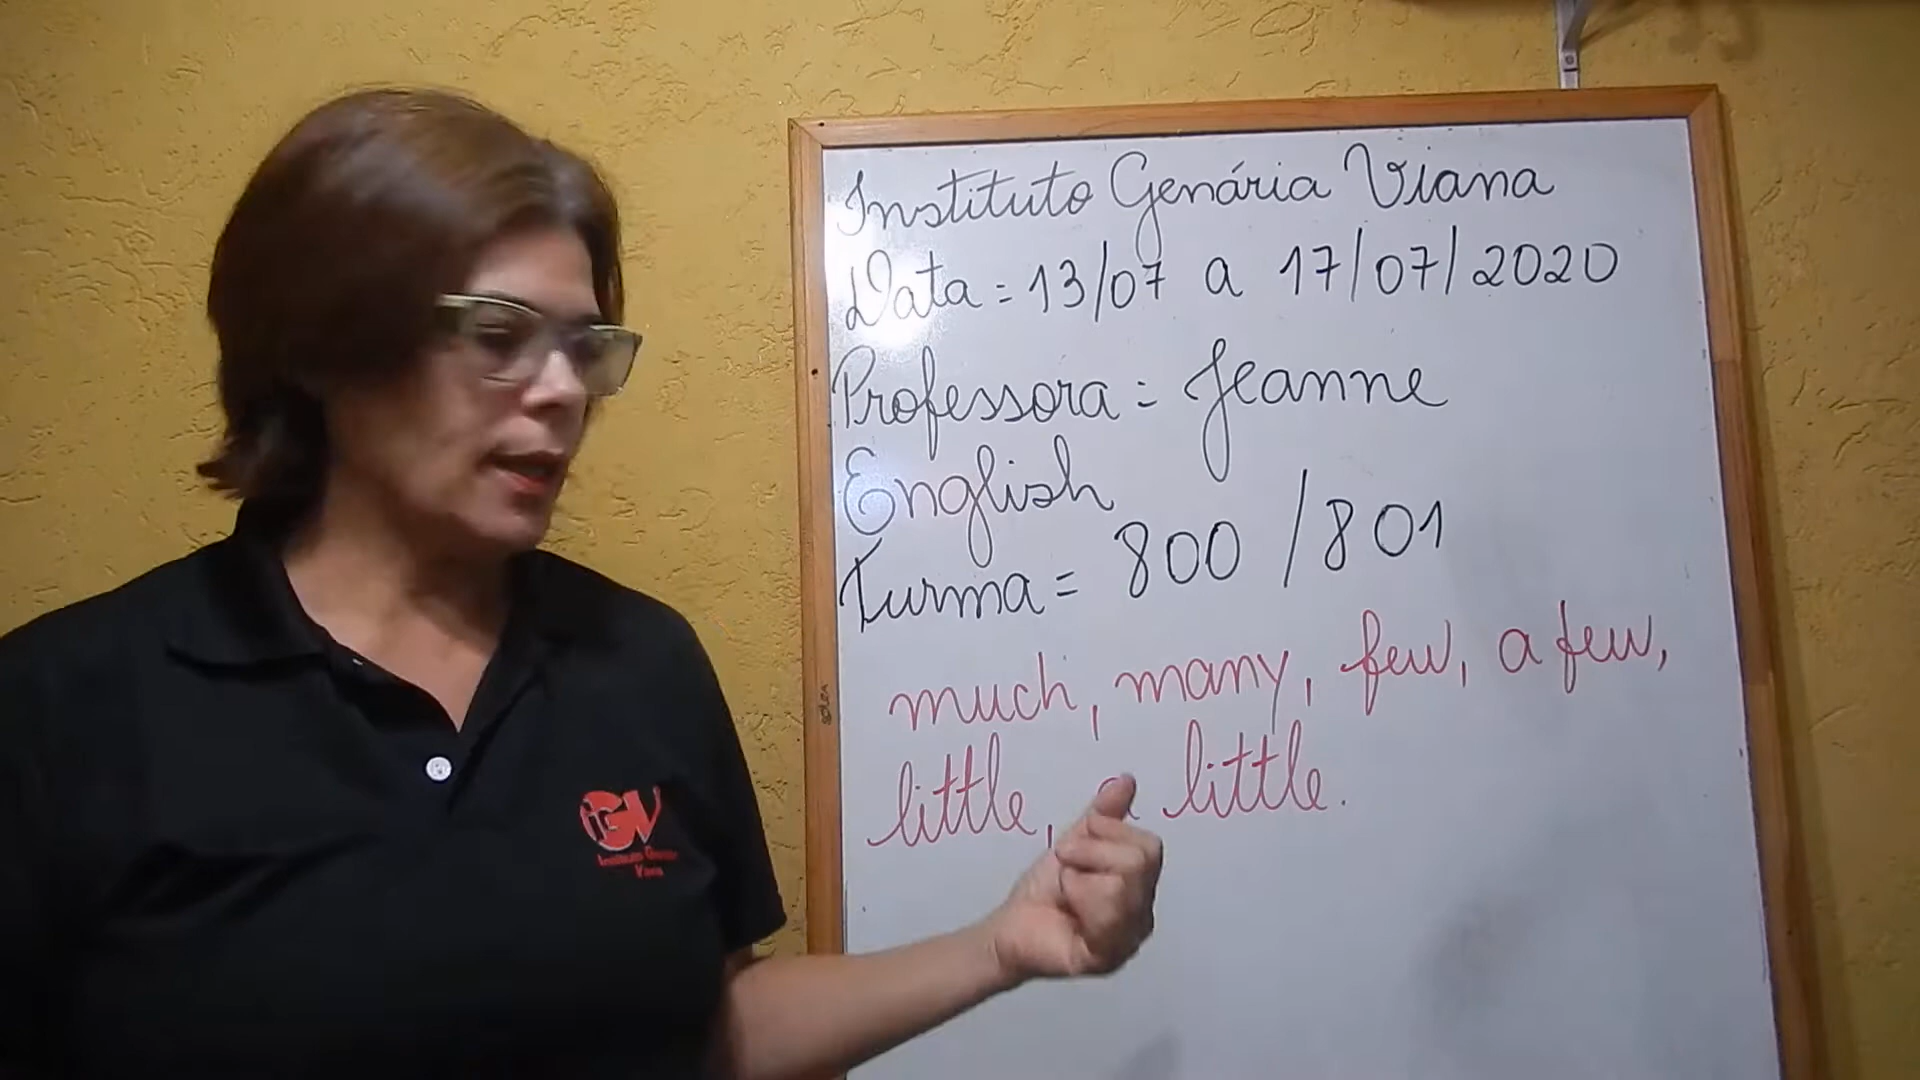 Instituto Genária Viana
Data = 13/07 a 17/07/2020
Professora = Jeanne
English
Turma = 800 / 801
much, many, few, a few,
little, a little.
iGV